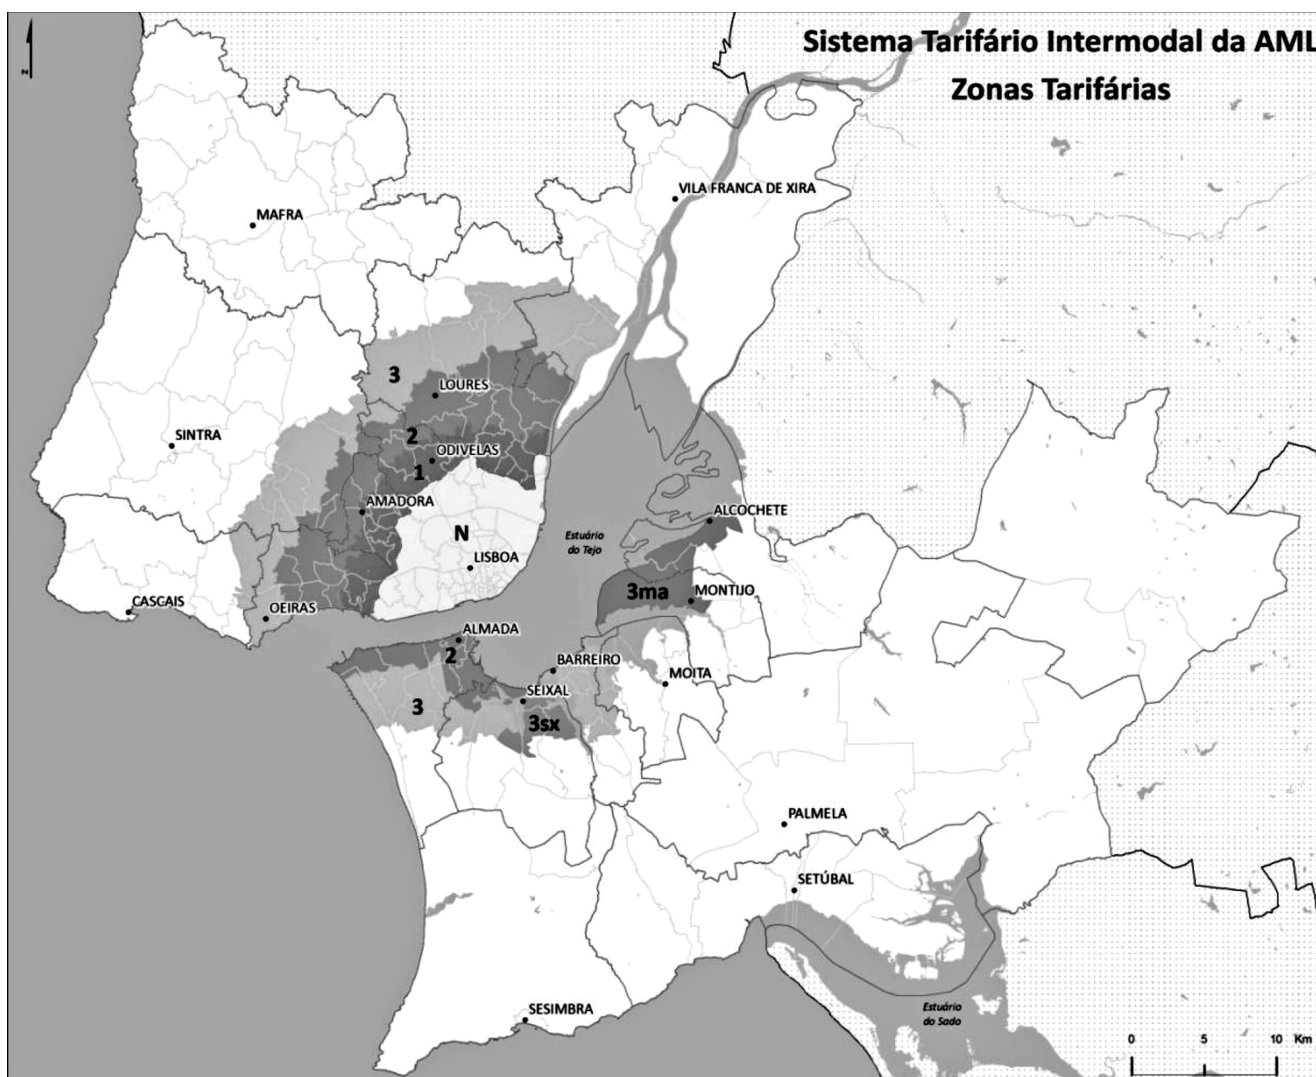 Sistema Tarifário Intermodal da AML
Zonas Tarifárias
N
VILA FRANCA DE XIRA
MAFRA
3
LOURES
SINTRA
2
ODIVELAS
1
AMADORA
ALCOCHETE
N
Estuário
do Tejo
LISBOA
3ma
MONTIJO
CASCAIS
OEIRAS
ALMADA
2
BARREIRO
MOITA
SEIXAL
3
3sx
PALMELA
SETÚBAL
SESIMBRA
Estuário
do Sado
0 5 10 Km